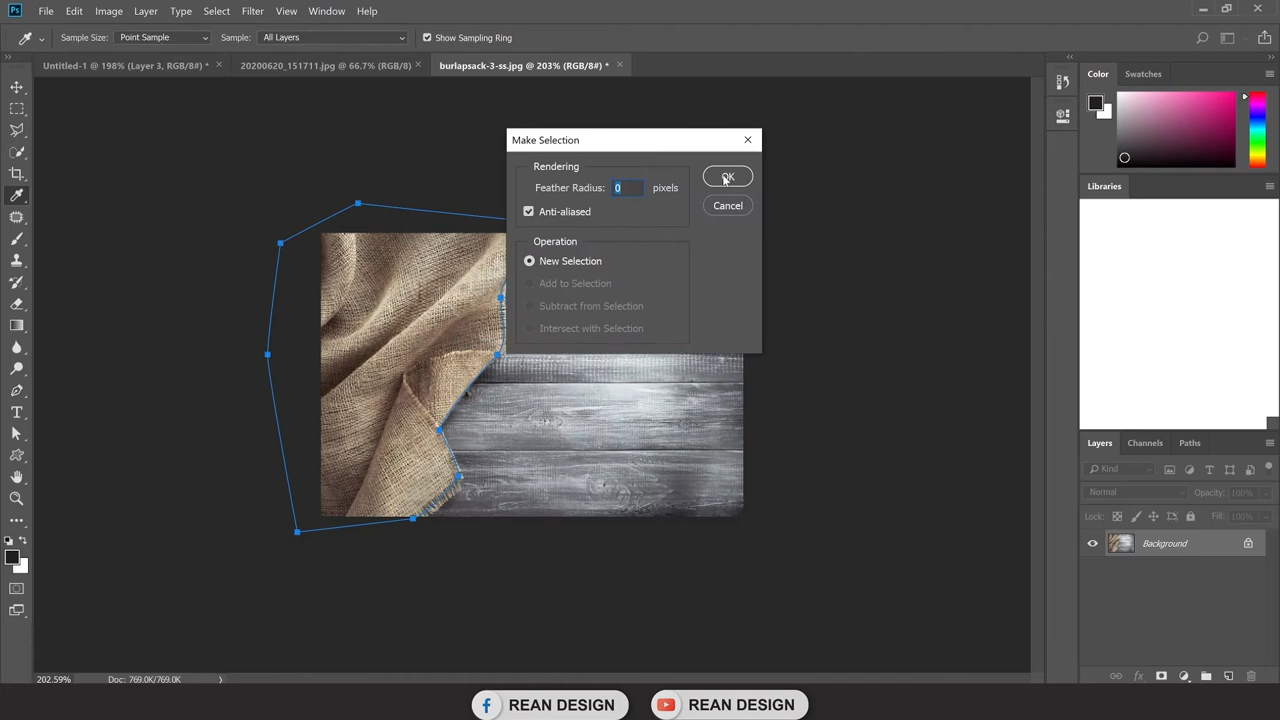 Ps File Edit Image Layer Type Select Filter View Window Help
Sample Size: Point Sample Sample: All Layers Show Sampling Ring
Untitled-1 @ 198% (Layer 3, RGB/8#) * × 20200620_151711.jpg @ 66.7% (RGB/8) × burlapsack-3-ss.jpg @ 203% (RGB/8#) * ×
Color Swatches
Make Selection
Rendering
Feather Radius: 0 pixels
Anti-aliased
OK
Cancel
Operation
New Selection
Add to Selection
Subtract from Selection
Intersect with Selection
Libraries
Layers Channels Paths
Kind
Normal Opacity: 100%
Lock: Fill: 100%
Background
202.59% Doc: 769.0K/769.0K
REAN DESIGN REAN DESIGN